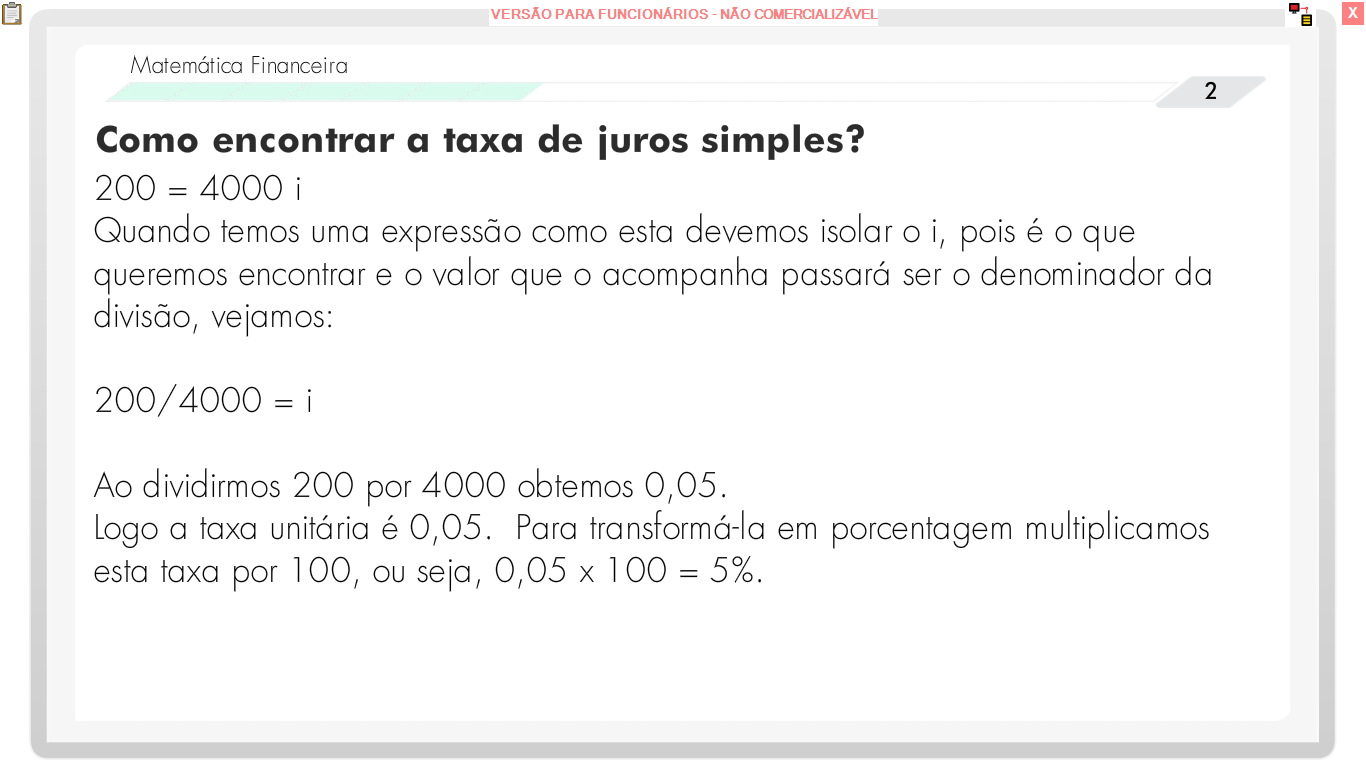 VERSÃO PARA FUNCIONÁRIOS - NÃO COMERCIALIZÁVEL
X
Matemática Financeira
2
Como encontrar a taxa de juros simples?
200 = 4000 i
Quando temos uma expressão como esta devemos isolar o i, pois é o que
queremos encontrar e o valor que o acompanha passará ser o denominador da
divisão, vejamos:
200/4000 = i
Ao dividirmos 200 por 4000 obtemos 0,05.
Logo a taxa unitária é 0,05.  Para transformá-la em porcentagem multiplicamos
esta taxa por 100, ou seja, 0,05 x 100 = 5%.